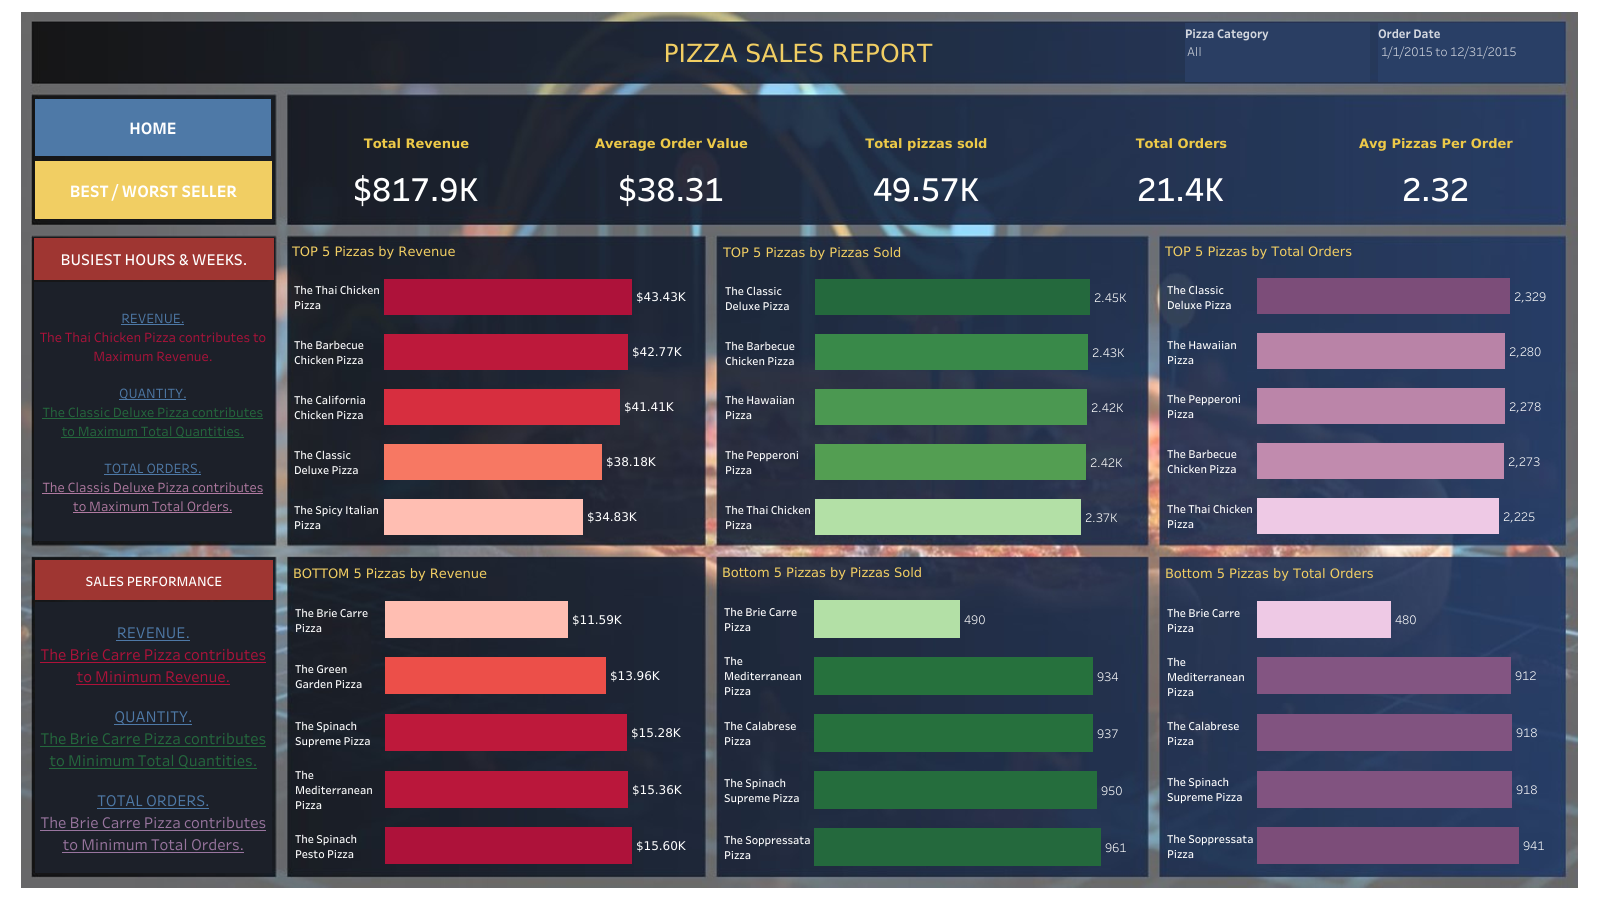 PIZZA SALES REPORT
Pizza Category
All
Order Date
1/1/2015 to 12/31/2015
HOME
BEST / WORST SELLER
Total Revenue
$817.9K
Average Order Value
$38.31
Total pizzas sold
49.57K
Total Orders
21.4K
Avg Pizzas Per Order
2.32
BUSIEST HOURS & WEEKS.
REVENUE.
The Thai Chicken Pizza contributes to
Maximum Revenue.
QUANTITY.
The Classic Deluxe Pizza contributes
to Maximum Total Quantities.
TOTAL ORDERS.
The Classis Deluxe Pizza contributes
to Maximum Total Orders.
TOP 5 Pizzas by Revenue
The Thai Chicken
Pizza
$43.43K
The Barbecue
Chicken Pizza
$42.77K
The California
Chicken Pizza
$41.41K
The Classic
Deluxe Pizza
$38.18K
The Spicy Italian
Pizza
$34.83K
TOP 5 Pizzas by Pizzas Sold
The Classic
Deluxe Pizza
2.45K
The Barbecue
Chicken Pizza
2.43K
The Hawaiian
Pizza
2.42K
The Pepperoni
Pizza
2.42K
The Thai Chicken
Pizza
2.37K
TOP 5 Pizzas by Total Orders
The Classic
Deluxe Pizza
2,329
The Hawaiian
Pizza
2,280
The Pepperoni
Pizza
2,278
The Barbecue
Chicken Pizza
2,273
The Thai Chicken
Pizza
2,225
SALES PERFORMANCE
REVENUE.
The Brie Carre Pizza contributes
to Minimum Revenue.
QUANTITY.
The Brie Carre Pizza contributes
to Minimum Total Quantities.
TOTAL ORDERS.
The Brie Carre Pizza contributes
to Minimum Total Orders.
BOTTOM 5 Pizzas by Revenue
The Brie Carre
Pizza
$11.59K
The Green
Garden Pizza
$13.96K
The Spinach
Supreme Pizza
$15.28K
The
Mediterranean
Pizza
$15.36K
The Spinach
Pesto Pizza
$15.60K
Bottom 5 Pizzas by Pizzas Sold
The Brie Carre
Pizza
490
The
Mediterranean
Pizza
934
The Calabrese
Pizza
937
The Spinach
Supreme Pizza
950
The Soppressata
Pizza
961
Bottom 5 Pizzas by Total Orders
The Brie Carre
Pizza
480
The
Mediterranean
Pizza
912
The Calabrese
Pizza
918
The Spinach
Supreme Pizza
918
The Soppressata
Pizza
941